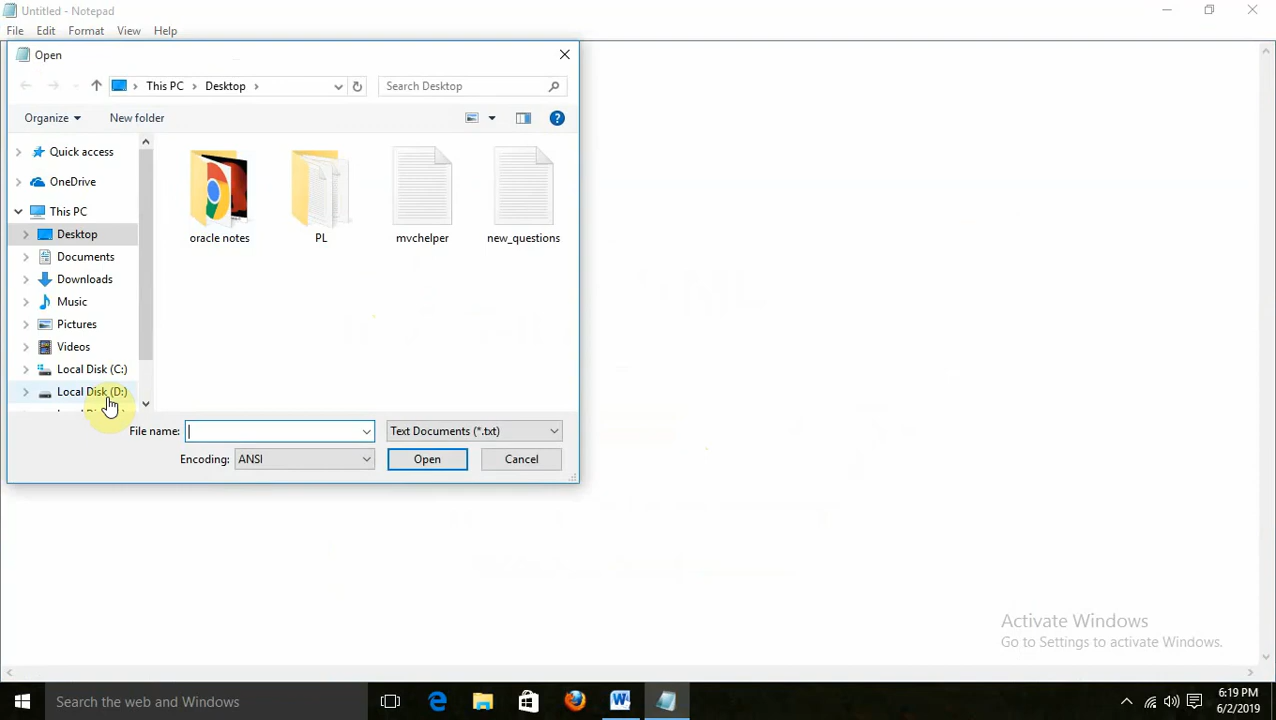 Untitled - Notepad
File Edit Format View Help
Open
This PC Desktop
Search Desktop
Organize New folder
Quick access
OneDrive
This PC
Desktop
Documents
Downloads
Music
Pictures
Videos
Local Disk (C:)
Local Disk (D:)
oracle notes PL mvchelper new_questions
File name: Text Documents (*.txt)
Encoding: ANSI Open Cancel
Activate Windows
Go to Settings to activate Windows.
Search the web and Windows
6:19 PM
6/2/2019